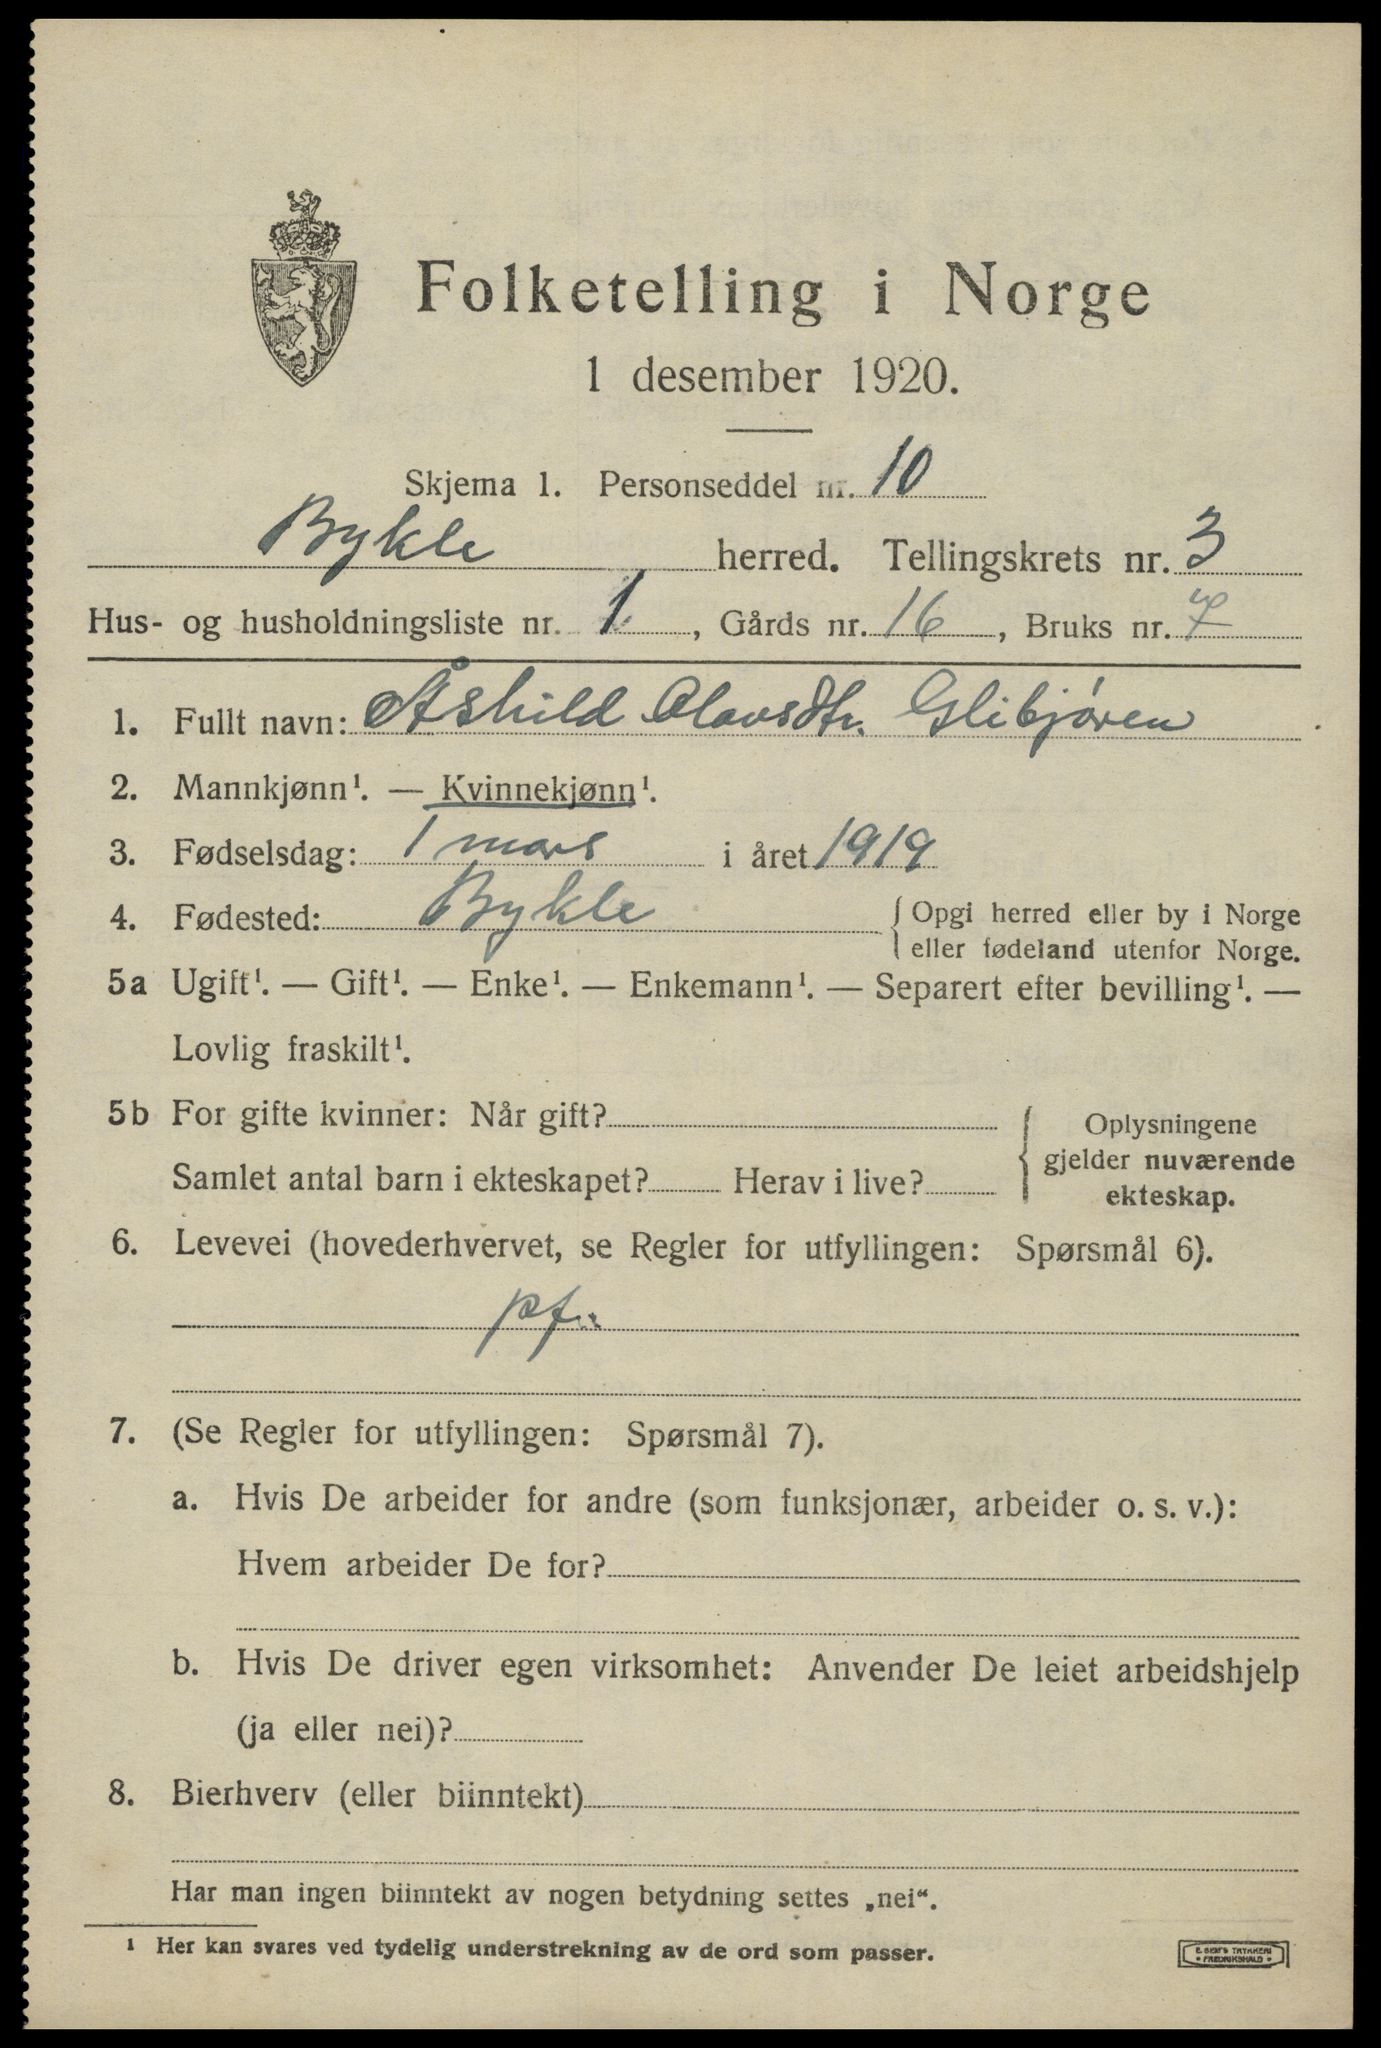 Folketelling i Norge
1 desember 1920.
Skjema 1. Personseddel nr. 10
Bykle herred. Tellingskrets nr. 3
Hus- og husholdningsliste nr. 1, Gårds nr. 16, Bruks nr. 7
1. Fullt navn: Åshild Olavsdtr. Glibjøren
2. Mannkjønn¹. — Kvinnekjønn¹.
3. Fødselsdag: 1 mars i året 1919
4. Fødested: Bykle { Opgi herred eller by i Norge
eller fødeland utenfor Norge.
5a Ugift¹. — Gift¹. — Enke¹. — Enkemann¹. — Separert efter bevilling¹. —
Lovlig fraskilt¹.
5b For gifte kvinner: Når gift? { Oplysningene
gjelder nuværende
Samlet antal barn i ekteskapet? Herav i live? ekteskap.
6. Levevei (hovederhvervet, se Regler for utfyllingen: Spørsmål 6).
pf..
7. (Se Regler for utfyllingen: Spørsmål 7).
a. Hvis De arbeider for andre (som funksjonær, arbeider o. s. v.):
Hvem arbeider De for?
b. Hvis De driver egen virksomhet: Anvender De leiet arbeidshjelp
(ja eller nei)?
8. Bierhverv (eller biinntekt)
Har man ingen biinntekt av nogen betydning settes „nei“.
¹ Her kan svares ved tydelig understrekning av de ord som passer.
E. SEM'S TRYKKERI
• FREDRIKSHALD •